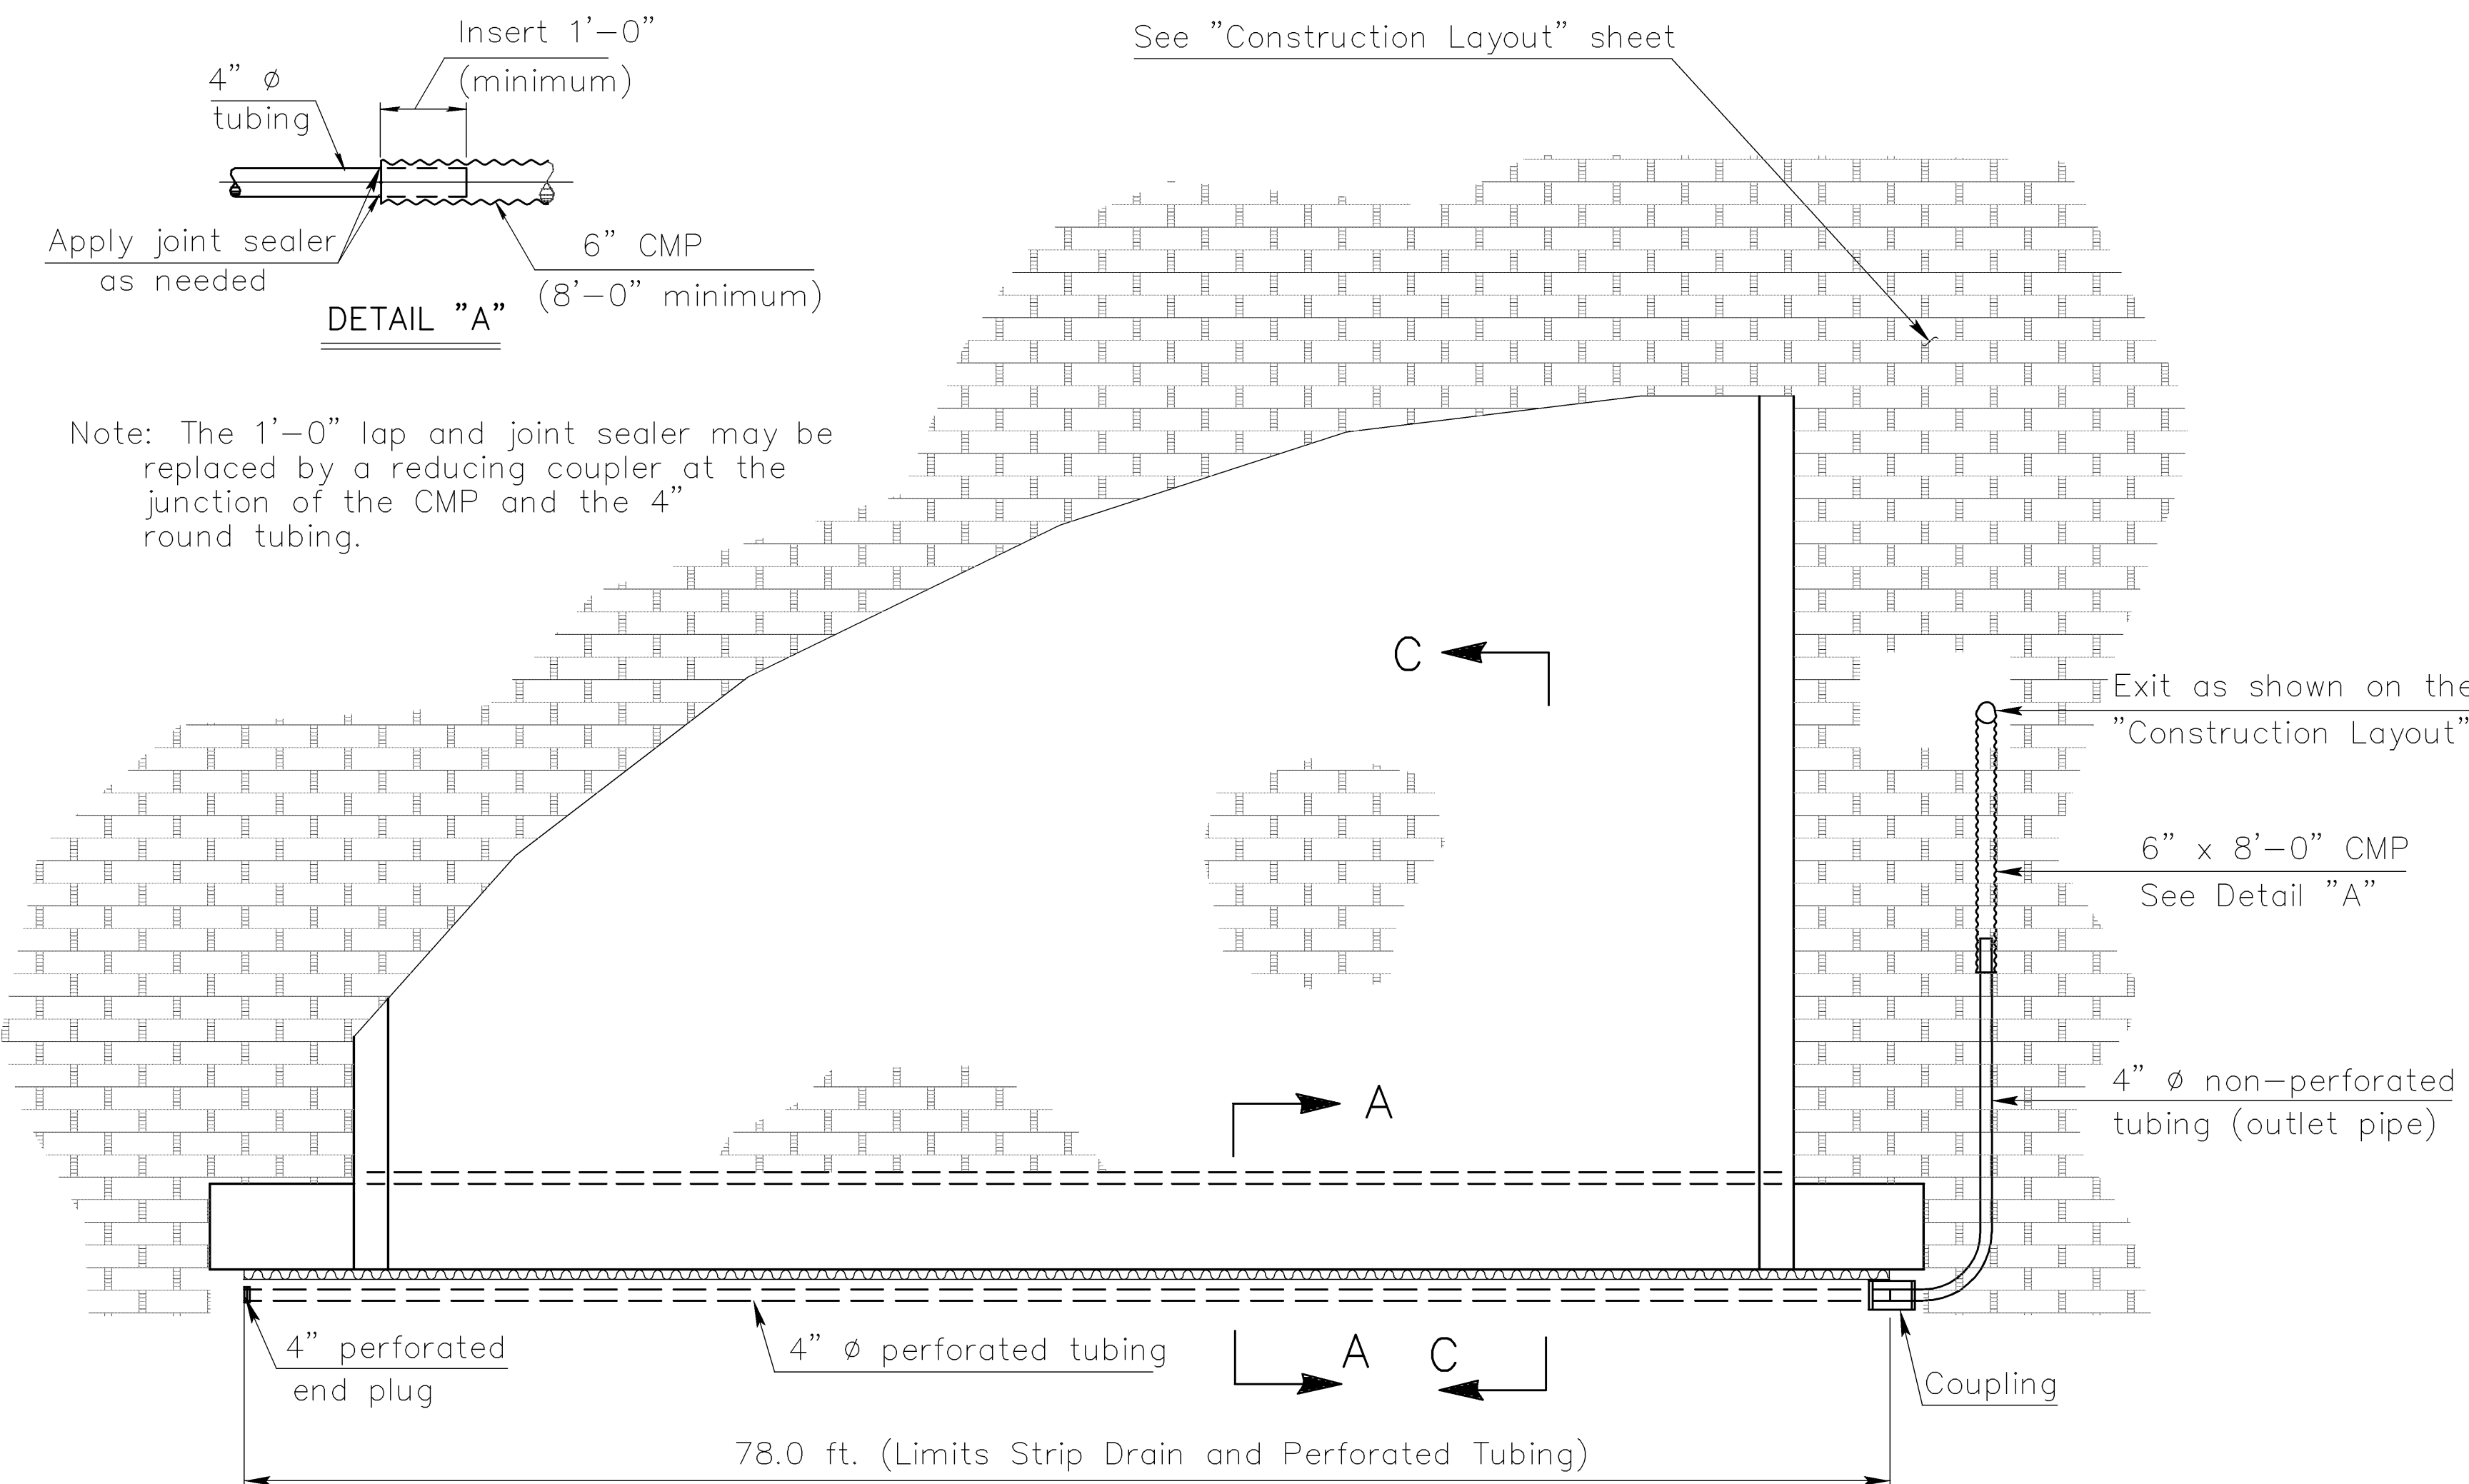 Insert 1'-0"
(minimum)
4" ø
tubing
Apply joint sealer
as needed
6" CMP
(8'-0" minimum)
DETAIL "A"
See "Construction Layout" sheet
Note: The 1'-0" lap and joint sealer may be
replaced by a reducing coupler at the
junction of the CMP and the 4"
round tubing.
C
Exit as shown on the
"Construction Layout"
6" x 8'-0" CMP
See Detail "A"
A
4" ø non-perforated
tubing (outlet pipe)
4" perforated
end plug
4" ø perforated tubing
A
C
Coupling
78.0 ft. (Limits Strip Drain and Perforated Tubing)